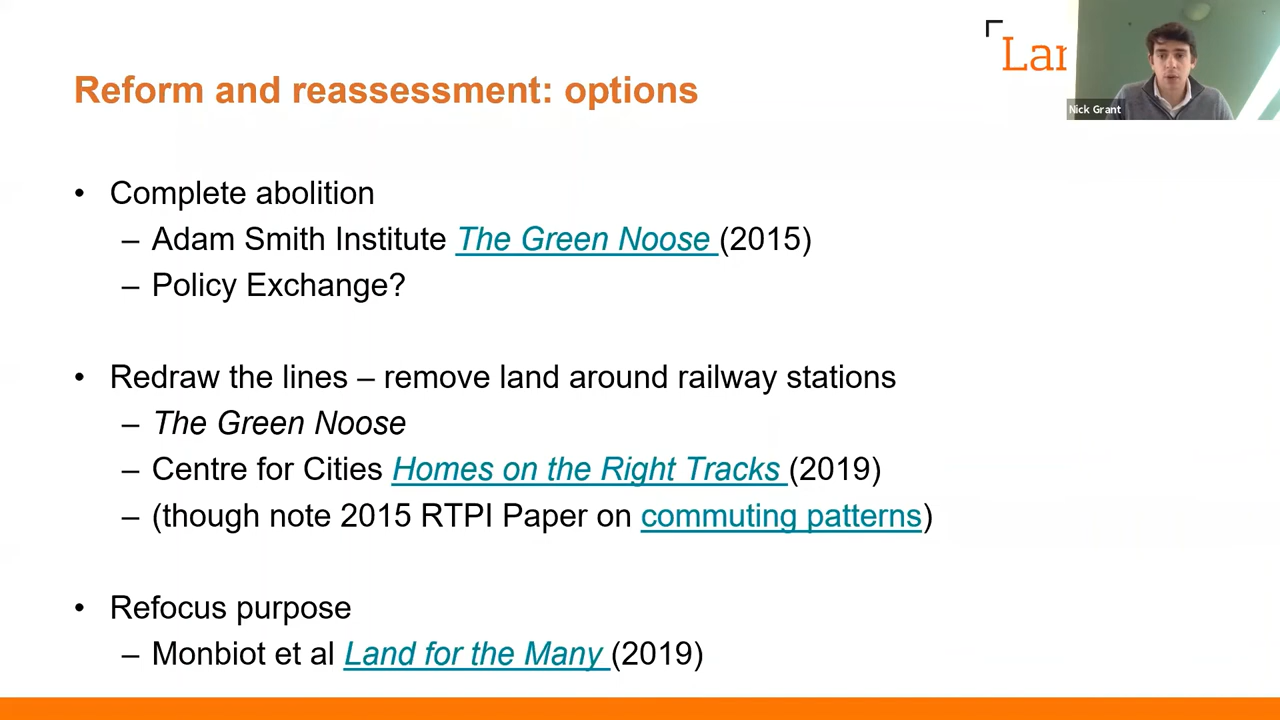 Lan
Nick Grant
Reform and reassessment: options
• Complete abolition
– Adam Smith Institute The Green Noose (2015)
– Policy Exchange?
• Redraw the lines – remove land around railway stations
– The Green Noose
– Centre for Cities Homes on the Right Tracks (2019)
– (though note 2015 RTPI Paper on commuting patterns)
• Refocus purpose
– Monbiot et al Land for the Many (2019)